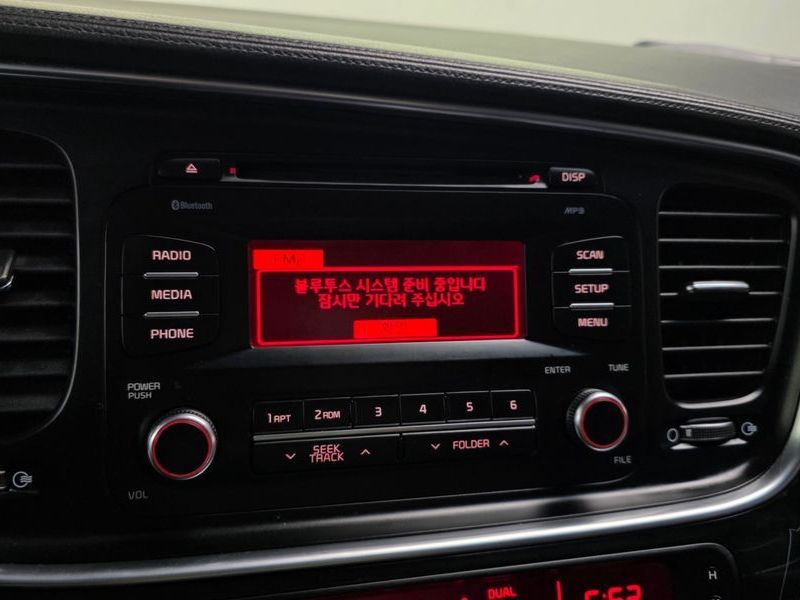 DISP
Bluetooth
MP3
RADIO
MEDIA
PHONE
블루투스 시스템 준비 중입니다
잠시만 기다려 주십시오
확인
SCAN
SETUP
MENU
POWER
PUSH
VOL
1 RPT
2 RDM
3
4
5
6
SEEK
TRACK
FOLDER
ENTER
TUNE
FILE
DUAL
H